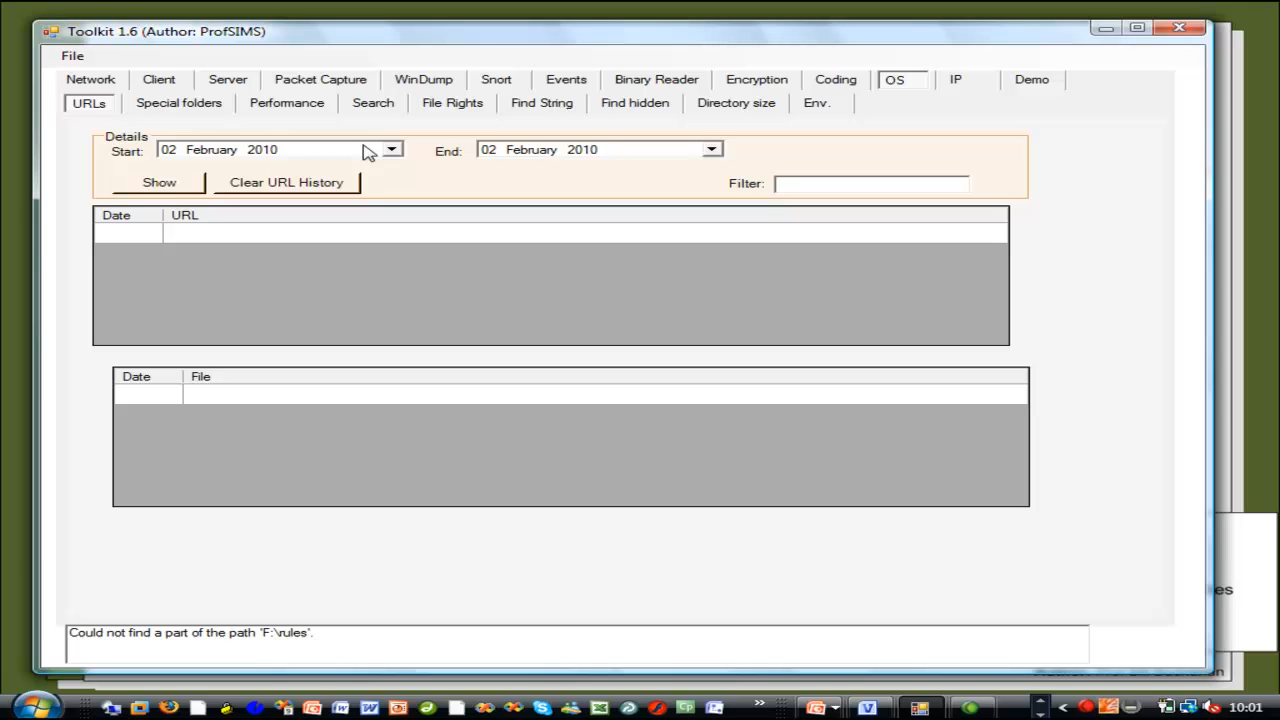 Toolkit 1.6 (Author: ProfSIMS)
File
Network Client Server Packet Capture WinDump Snort Events Binary Reader Encryption Coding OS IP Demo
URLs Special folders Performance Search File Rights Find String Find hidden Directory size Env.
Details
Start: 02 February 2010 End: 02 February 2010
Show Clear URL History Filter:
Date URL
Date File
es
Could not find a part of the path 'F:\rules'.
10:01